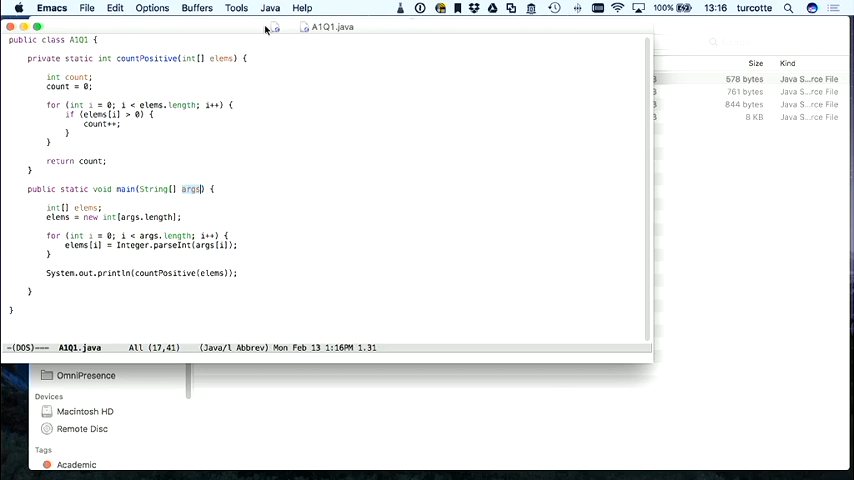 Emacs File Edit Options Buffers Tools Java Help 100% 13:16 turcotte
A1Q1.java
public class A1Q1 {
private static int countPositive(int[] elems) {
int count;
count = 0;
for (int i = 0; i < elems.length; i++) {
if (elems[i] > 0) {
count++;
}
}
return count;
}
public static void main(String[] args) {
int[] elems;
elems = new int[args.length];
for (int i = 0; i < args.length; i++) {
elems[i] = Integer.parseInt(args[i]);
}
System.out.println(countPositive(elems));
}
}
-(DOS)--- A1Q1.java All (17,41) (Java/l Abbrev) Mon Feb 13 1:16PM 1.31
Search
Size Kind
578 bytes Java S...rce File
761 bytes Java S...rce File
844 bytes Java S...rce File
8 KB Java S...rce File
OmniPresence
Devices
Macintosh HD
Remote Disc
Tags
Academic